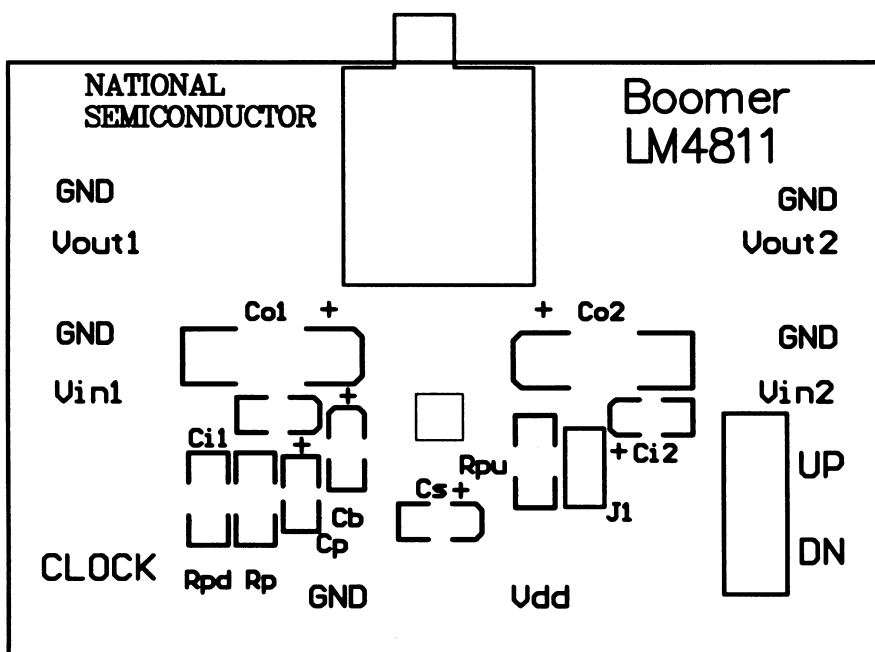 NATIONAL
SEMICONDUCTOR
Boomer
LM4811
GND
GND
Vout1
Vout2
Co1 +
+ Co2
GND
GND
Vin1
+
Vin2
Ci1
+
+ Ci2
UP
Rpu
Cs +
Cb
J1
Cp
DN
CLOCK
Rpd
Rp
GND
Vdd